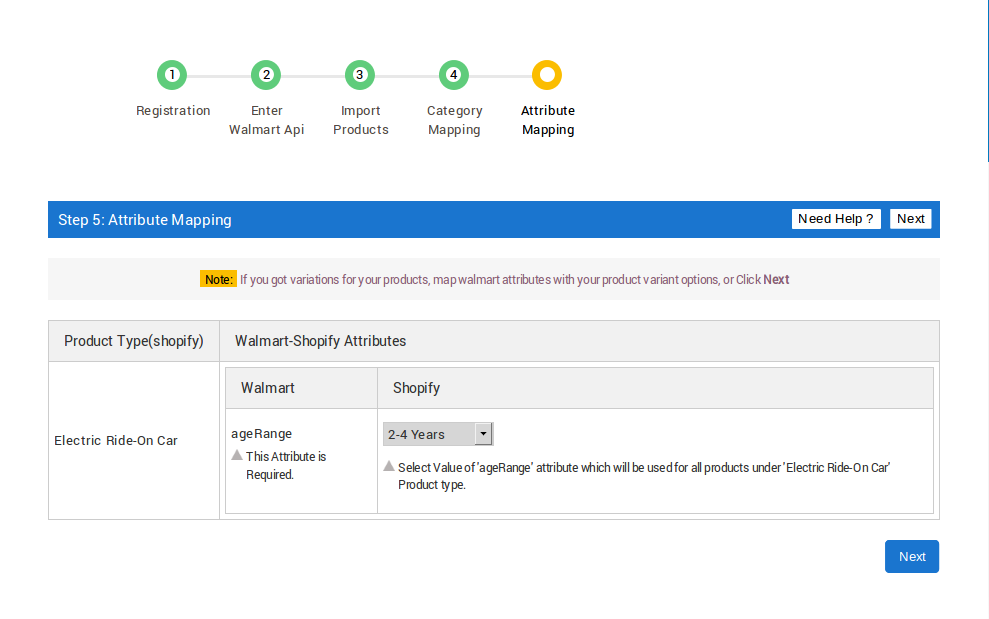 1 2 3 4
Registration Enter Import Category Attribute
Walmart Api Products Mapping Mapping
Step 5: Attribute Mapping Need Help ? Next
Note: If you got variations for your products, map walmart attributes with your product variant options, or Click Next
Product Type(shopify) Walmart-Shopify Attributes
Walmart Shopify
Electric Ride-On Car
ageRange
This Attribute is
Required.
2-4 Years
Select Value of 'ageRange' attribute which will be used for all products under 'Electric Ride-On Car'
Product type.
Next